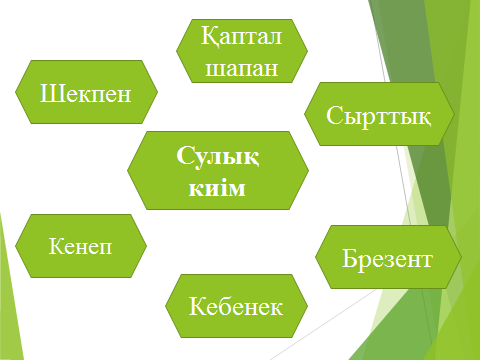 Қаптал
шапан
Шекпен
Сырттық
Сулық
киім
Кенеп
Брезент
Кебенек